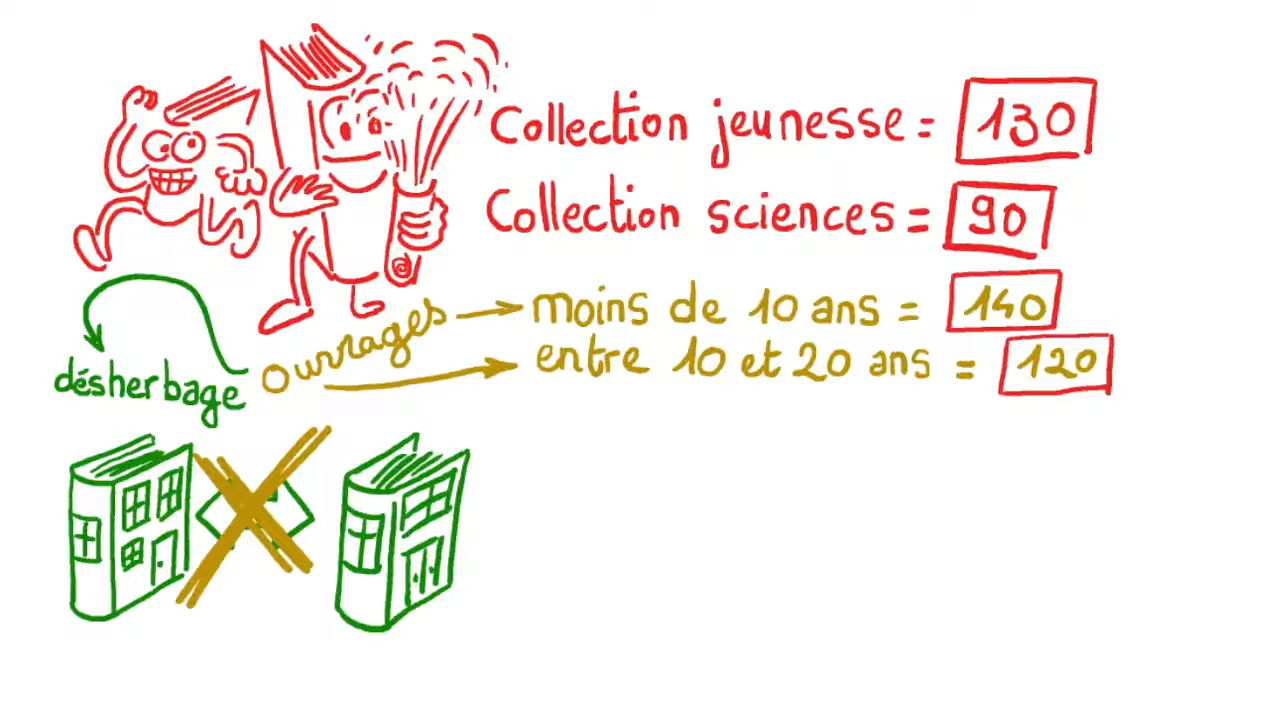 Collection jeunesse = 130
Collection sciences = 90
Ouvrages → moins de 10 ans = 140
→ entre 10 et 20 ans = 120
désherbage